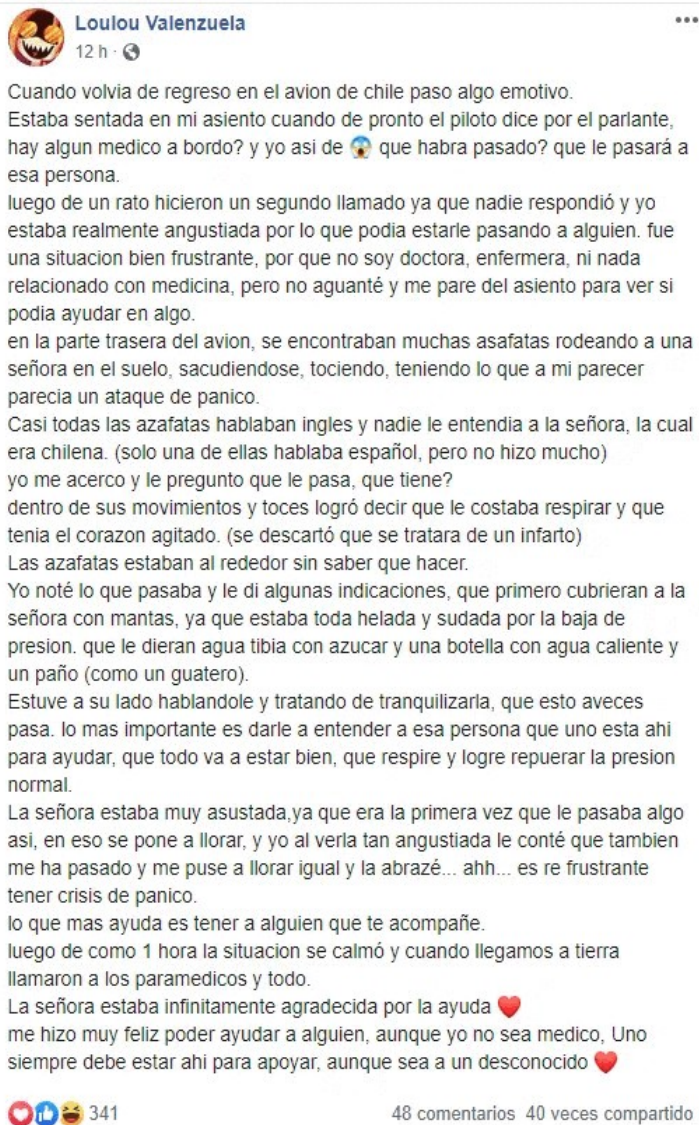 Loulou Valenzuela
12 h ·
Cuando volvia de regreso en el avion de chile paso algo emotivo.
Estaba sentada en mi asiento cuando de pronto el piloto dice por el parlante,
hay algun medico a bordo? y yo asi de 😱 que habra pasado? que le pasará a
esa persona.
luego de un rato hicieron un segundo llamado ya que nadie respondió y yo
estaba realmente angustiada por lo que podia estarle pasando a alguien. fue
una situacion bien frustrante, por que no soy doctora, enfermera, ni nada
relacionado con medicina, pero no aguanté y me pare del asiento para ver si
podia ayudar en algo.
en la parte trasera del avion, se encontraban muchas asafatas rodeando a una
señora en el suelo, sacudiendose, tociendo, teniendo lo que a mi parecer
parecia un ataque de panico.
Casi todas las azafatas hablaban ingles y nadie le entendia a la señora, la cual
era chilena. (solo una de ellas hablaba español, pero no hizo mucho)
yo me acerco y le pregunto que le pasa, que tiene?
dentro de sus movimientos y toces logró decir que le costaba respirar y que
tenia el corazon agitado. (se descartó que se tratara de un infarto)
Las azafatas estaban al rededor sin saber que hacer.
Yo noté lo que pasaba y le di algunas indicaciones, que primero cubrieran a la
señora con mantas, ya que estaba toda helada y sudada por la baja de
presion. que le dieran agua tibia con azucar y una botella con agua caliente y
un paño (como un guatero).
Estuve a su lado hablandole y tratando de tranquilizarla, que esto aveces
pasa. lo mas importante es darle a entender a esa persona que uno esta ahi
para ayudar, que todo va a estar bien, que respire y logre repuerar la presion
normal.
La señora estaba muy asustada,ya que era la primera vez que le pasaba algo
asi, en eso se pone a llorar, y yo al verla tan angustiada le conté que tambien
me ha pasado y me puse a llorar igual y la abrazé... ahh... es re frustrante
tener crisis de panico.
lo que mas ayuda es tener a alguien que te acompañe.
luego de como 1 hora la situacion se calmó y cuando llegamos a tierra
llamaron a los paramedicos y todo.
La señora estaba infinitamente agradecida por la ayuda ❤️
me hizo muy feliz poder ayudar a alguien, aunque yo no sea medico, Uno
siempre debe estar ahi para apoyar, aunque sea a un desconocido ❤️
341 48 comentarios 40 veces compartido